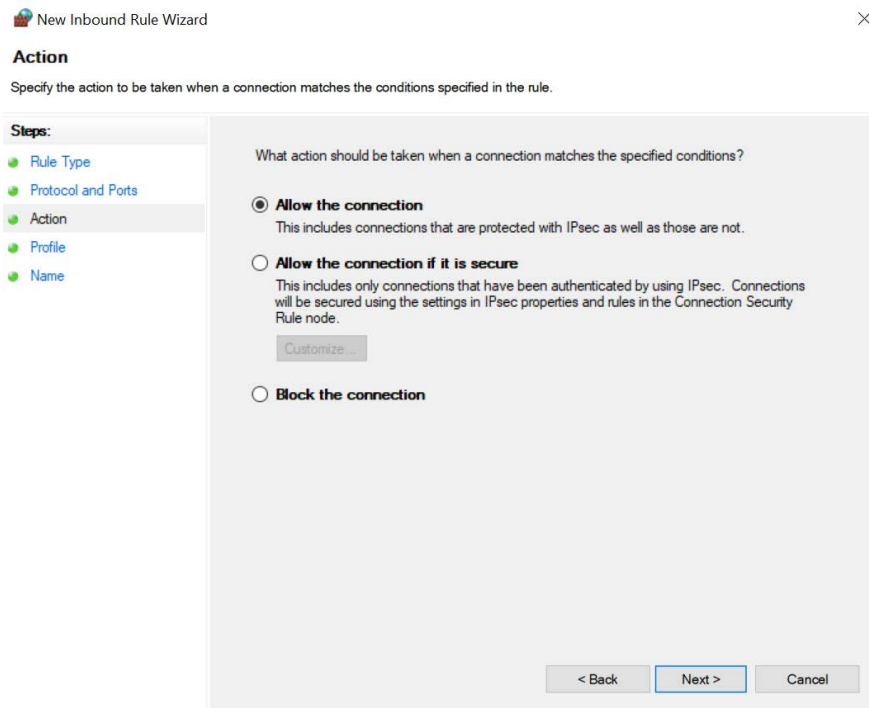 New Inbound Rule Wizard
Action
Specify the action to be taken when a connection matches the conditions specified in the rule.
Steps:
Rule Type
Protocol and Ports
Action
Profile
Name
What action should be taken when a connection matches the specified conditions?
Allow the connection
This includes connections that are protected with IPsec as well as those are not.
Allow the connection if it is secure
This includes only connections that have been authenticated by using IPsec. Connections
will be secured using the settings in IPsec properties and rules in the Connection Security
Rule node.
Customize...
Block the connection
< Back
Next >
Cancel